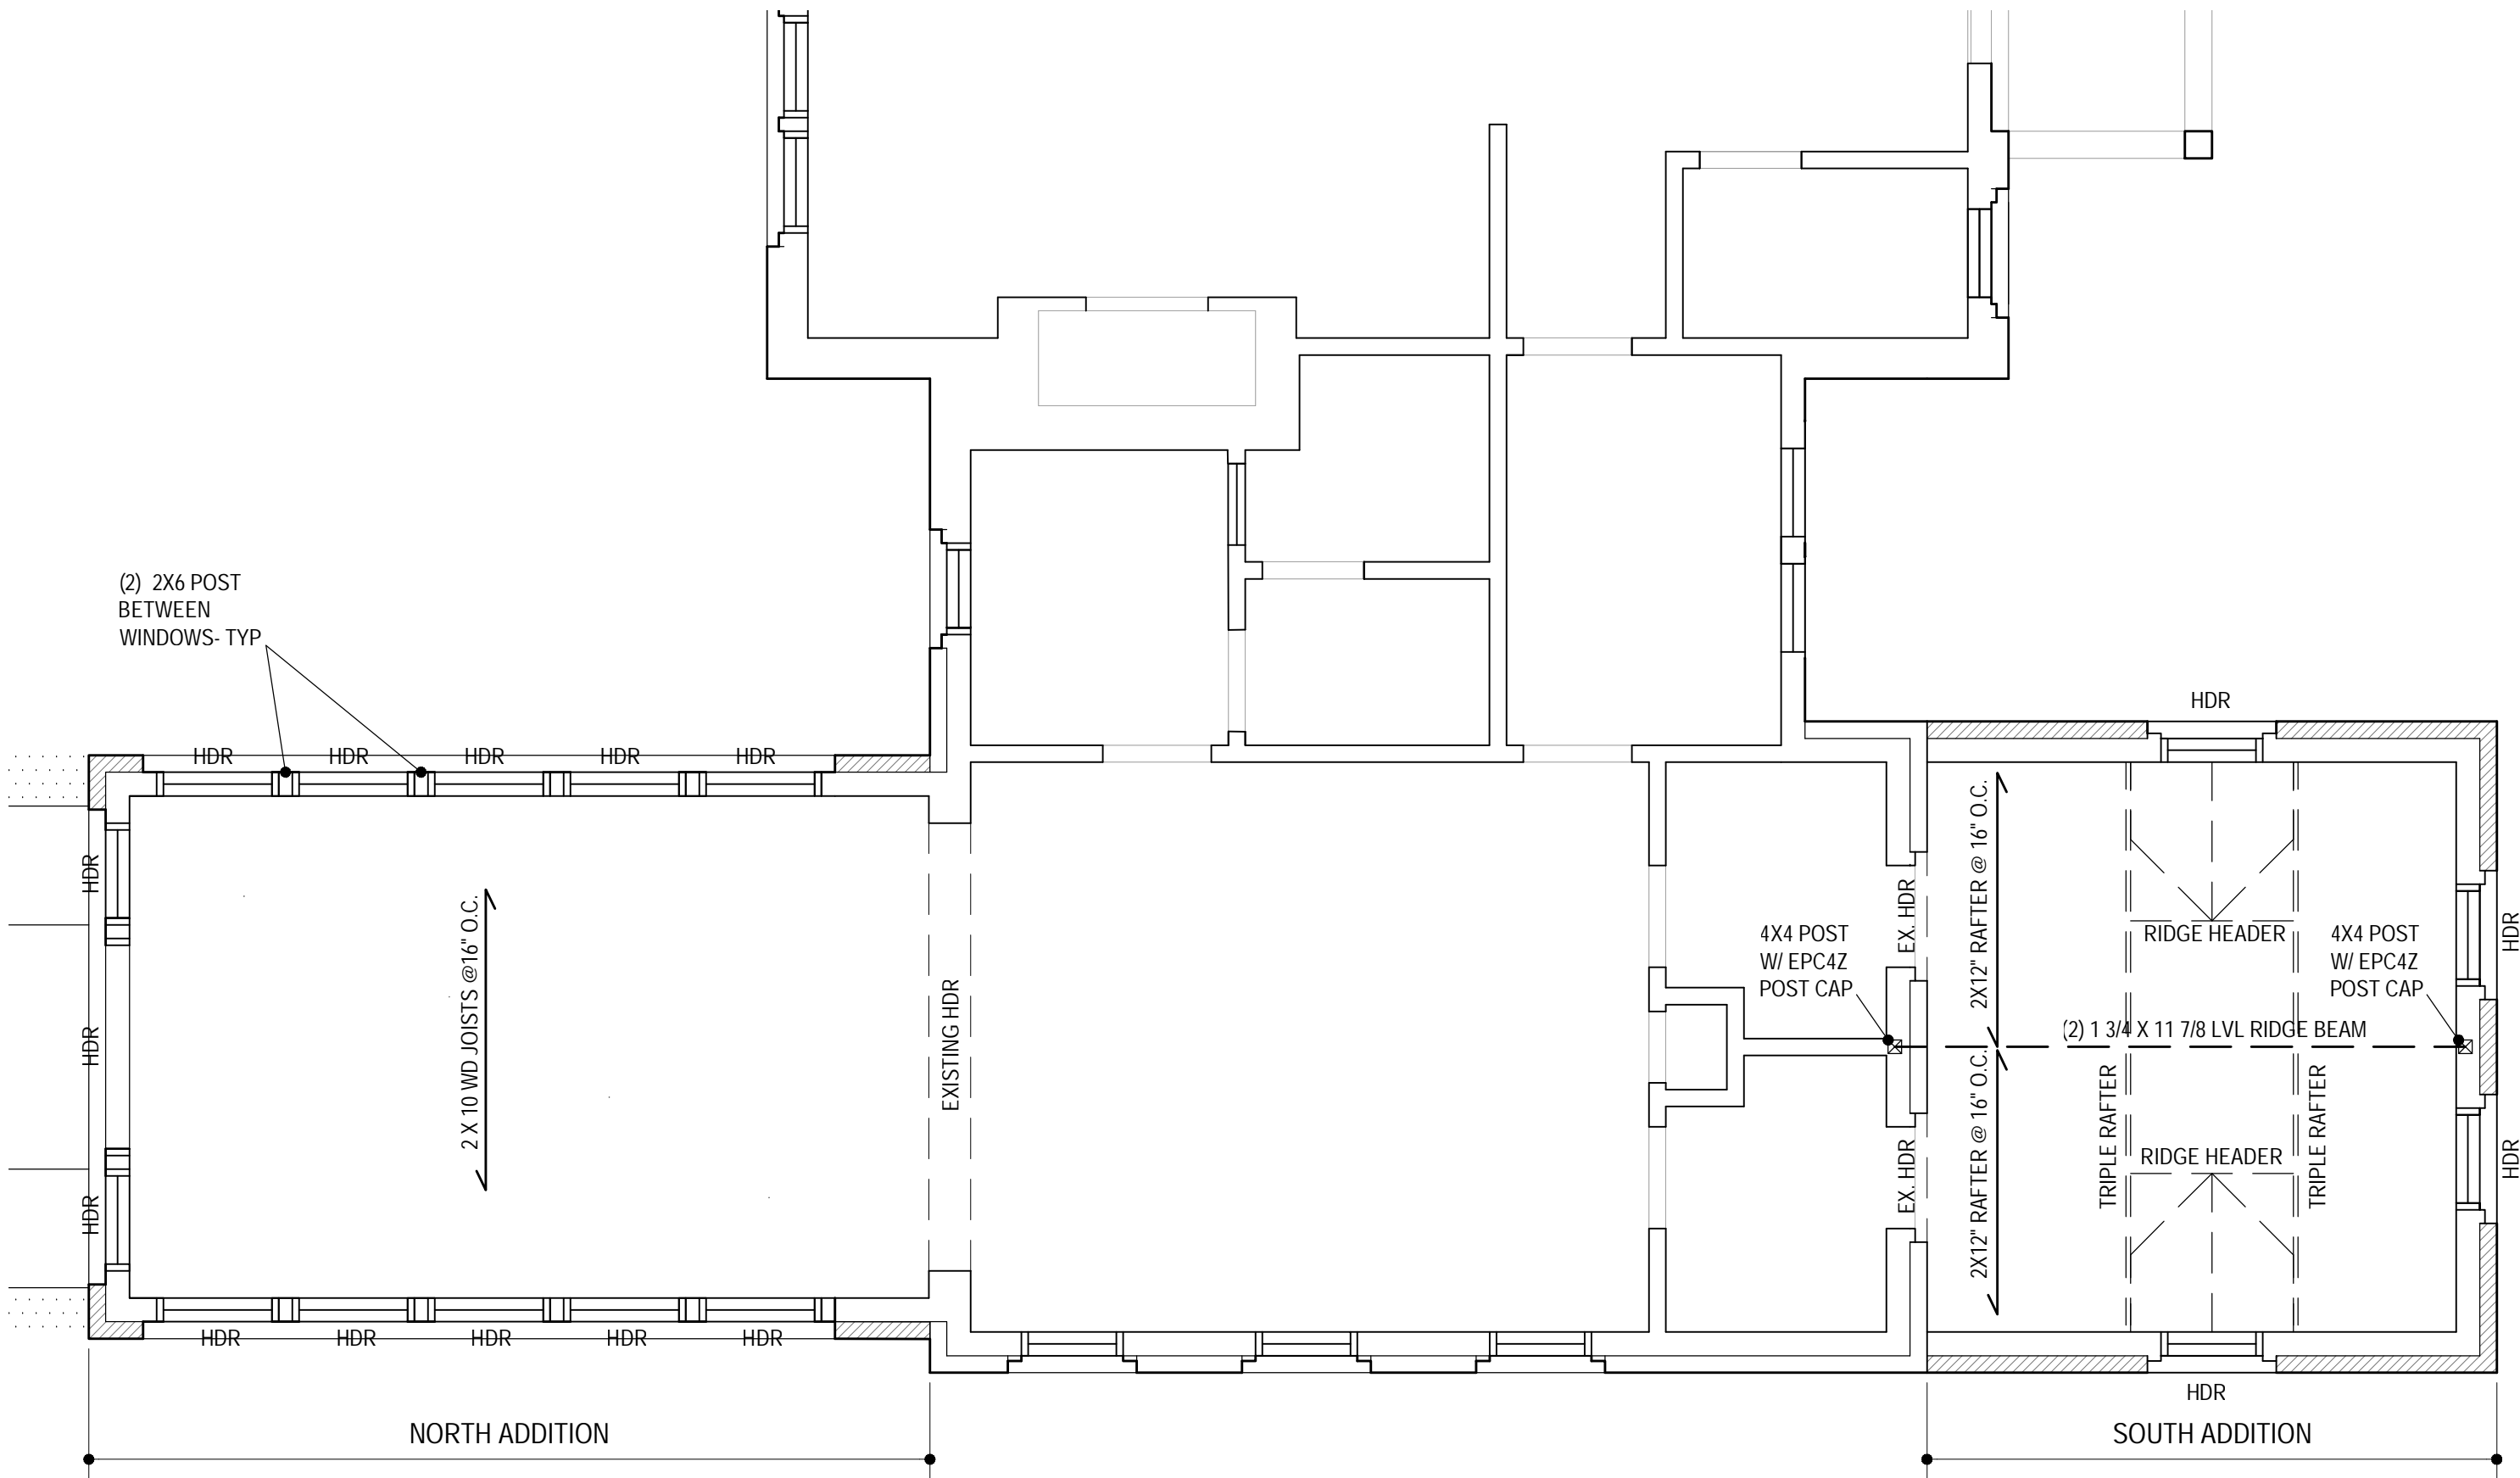 (2) 2X6 POST
BETWEEN
WINDOWS- TYP
HDR
HDR
HDR
HDR
HDR
HDR
HDR
HDR
2 X 10 WD JOISTS @16" O.C.
EXISTING HDR
HDR
HDR
HDR
HDR
HDR
4X4 POST
W/ EPC4Z
POST CAP
EX. HDR
EX. HDR
HDR
2X12" RAFTER @ 16" O.C.
2X12" RAFTER @ 16" O.C.
RIDGE HEADER
4X4 POST
W/ EPC4Z
POST CAP
(2) 1 3/4 X 11 7/8 LVL RIDGE BEAM
TRIPLE RAFTER
TRIPLE RAFTER
RIDGE HEADER
HDR
HDR
HDR
NORTH ADDITION
SOUTH ADDITION